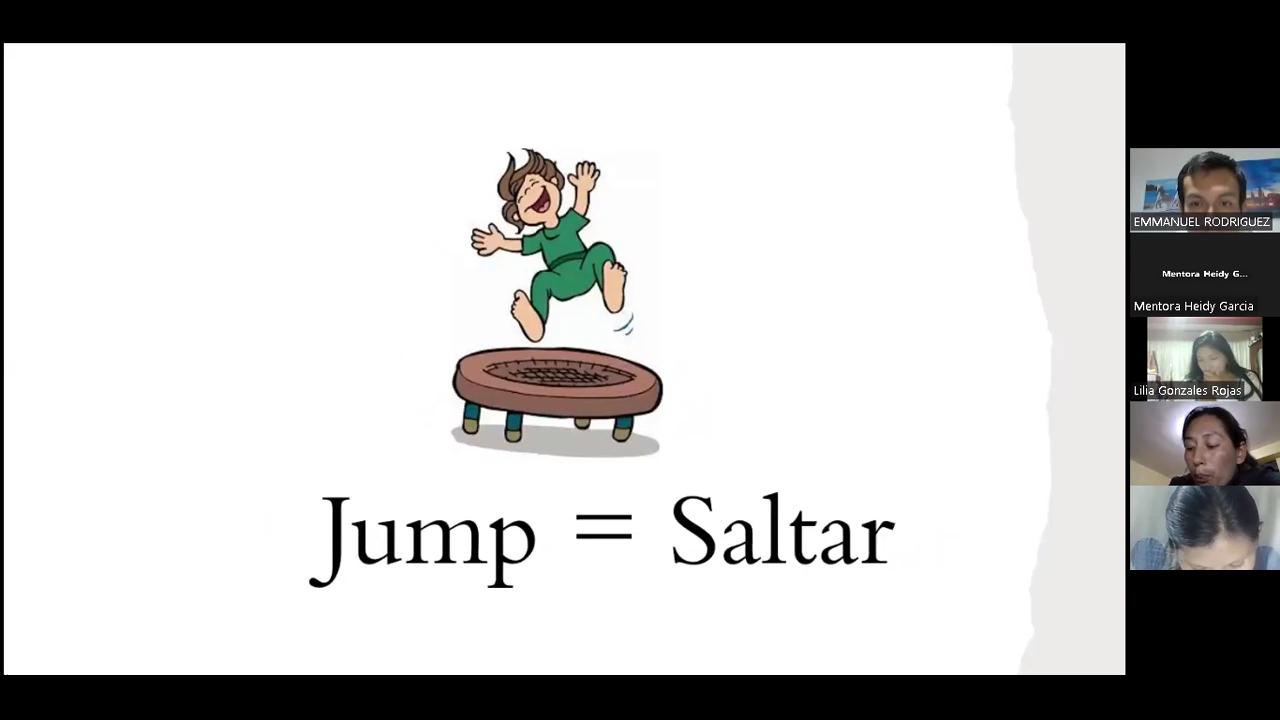 Jump = Saltar
EMMANUEL RODRIGUEZ
Mentora Heidy G...
Mentora Heidy Garcia
Lilia Gonzales Rojas